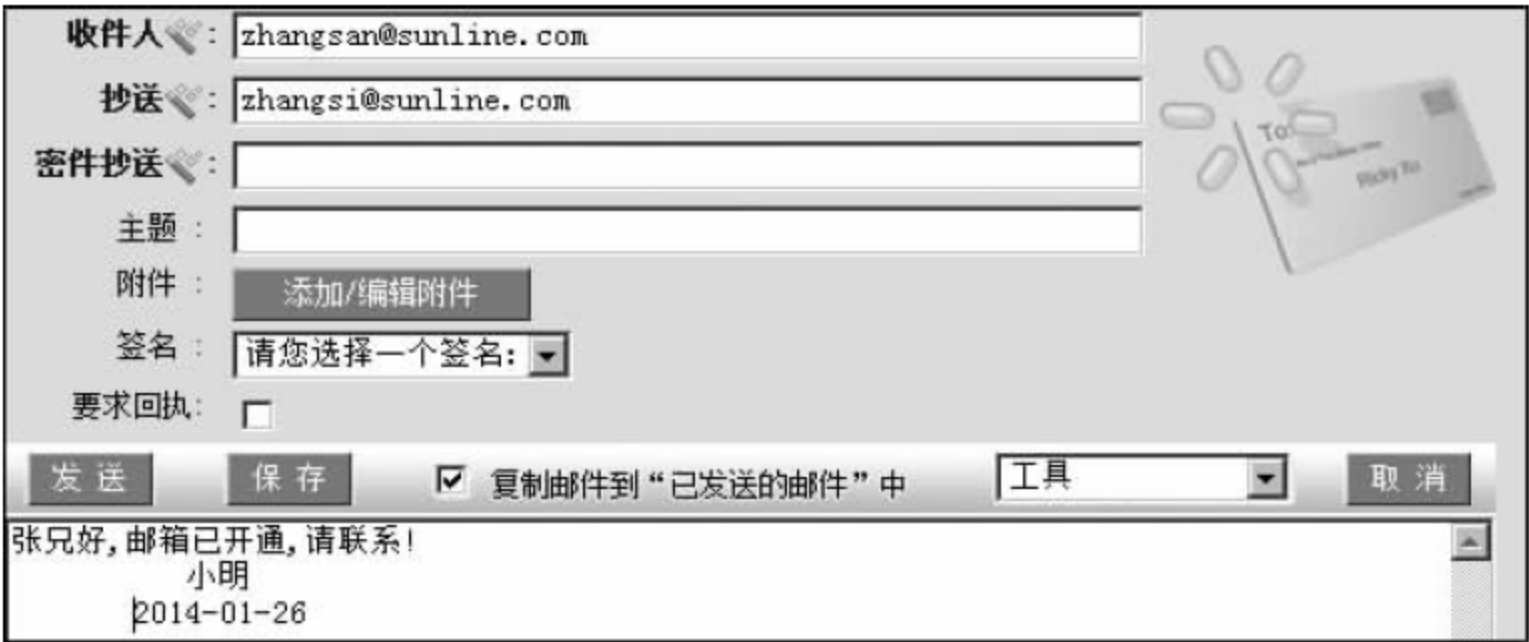 收件人: zhangsan@sunline.com
抄送: zhangsi@sunline.com
密件抄送:
主题 :
附件 : 添加/编辑附件
签名 : 请您选择一个签名:
要求回执:
发 送 保 存 复制邮件到“已发送的邮件”中 工具 取 消
To:
Ricky Xu
张兄好,邮箱已开通,请联系!
小明
2014-01-26